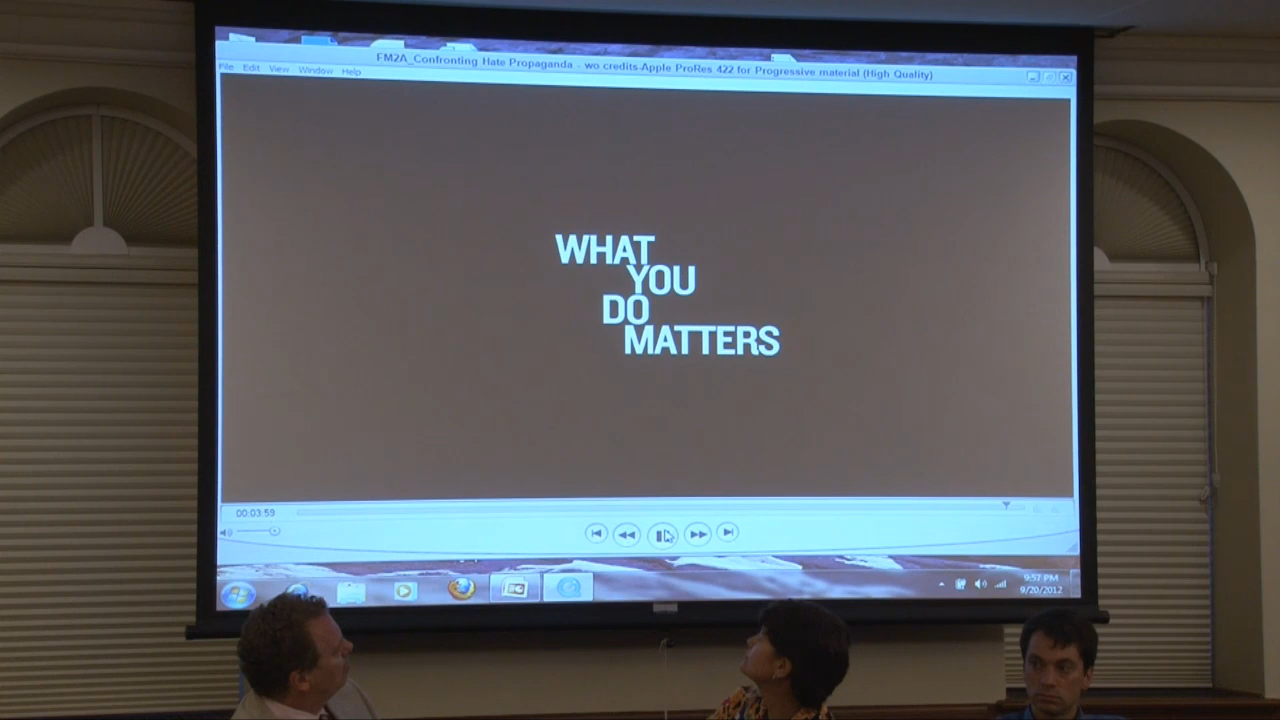 FM2A_Confronting Hate Propaganda - wo credits-Apple ProRes 422 for Progressive material (High Quality)
File Edit View Window Help
WHAT
YOU
DO
MATTERS
00:03:59
9:57 PM
9/20/2012